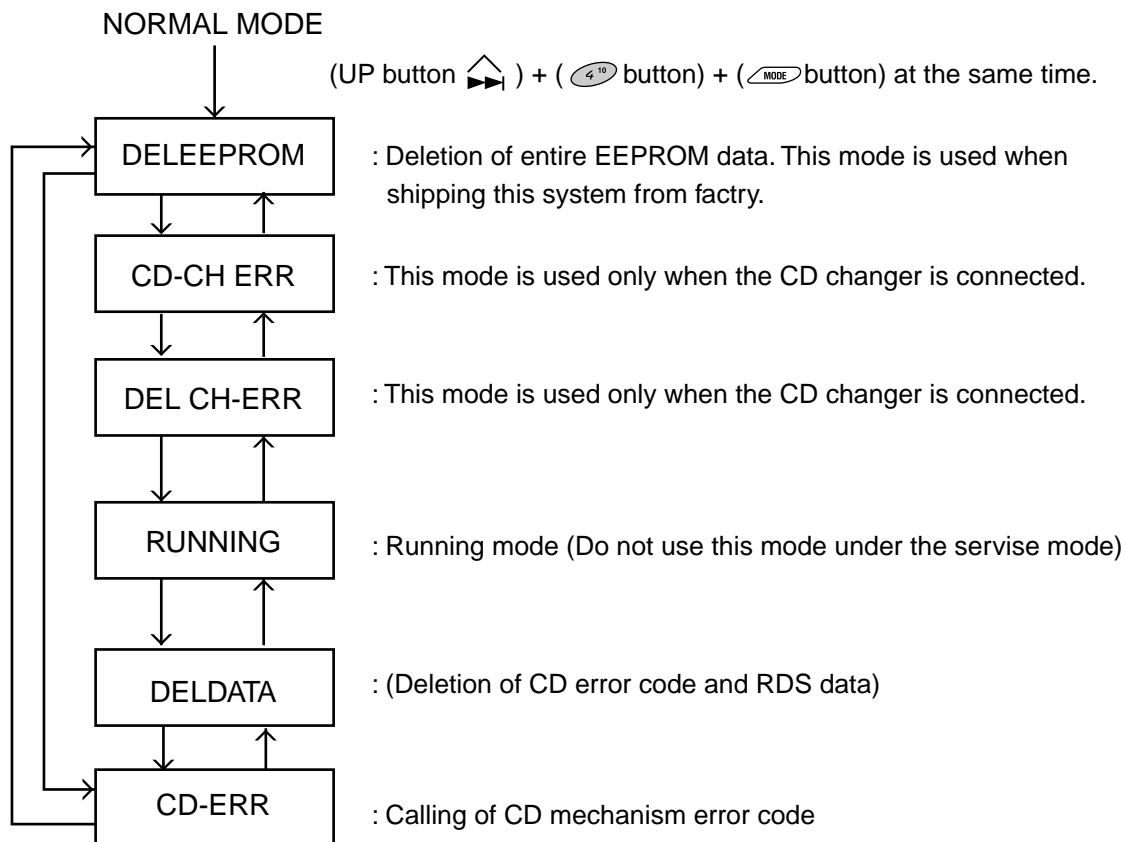 NORMAL MODE
(UP button ) + ( 4 10 button) + ( MODE button) at the same time.
DELEEPROM
: Deletion of entire EEPROM data. This mode is used when
shipping this system from factry.
CD-CH ERR
: This mode is used only when the CD changer is connected.
DEL CH-ERR
: This mode is used only when the CD changer is connected.
RUNNING
: Running mode (Do not use this mode under the servise mode)
DELDATA
: (Deletion of CD error code and RDS data)
CD-ERR
: Calling of CD mechanism error code